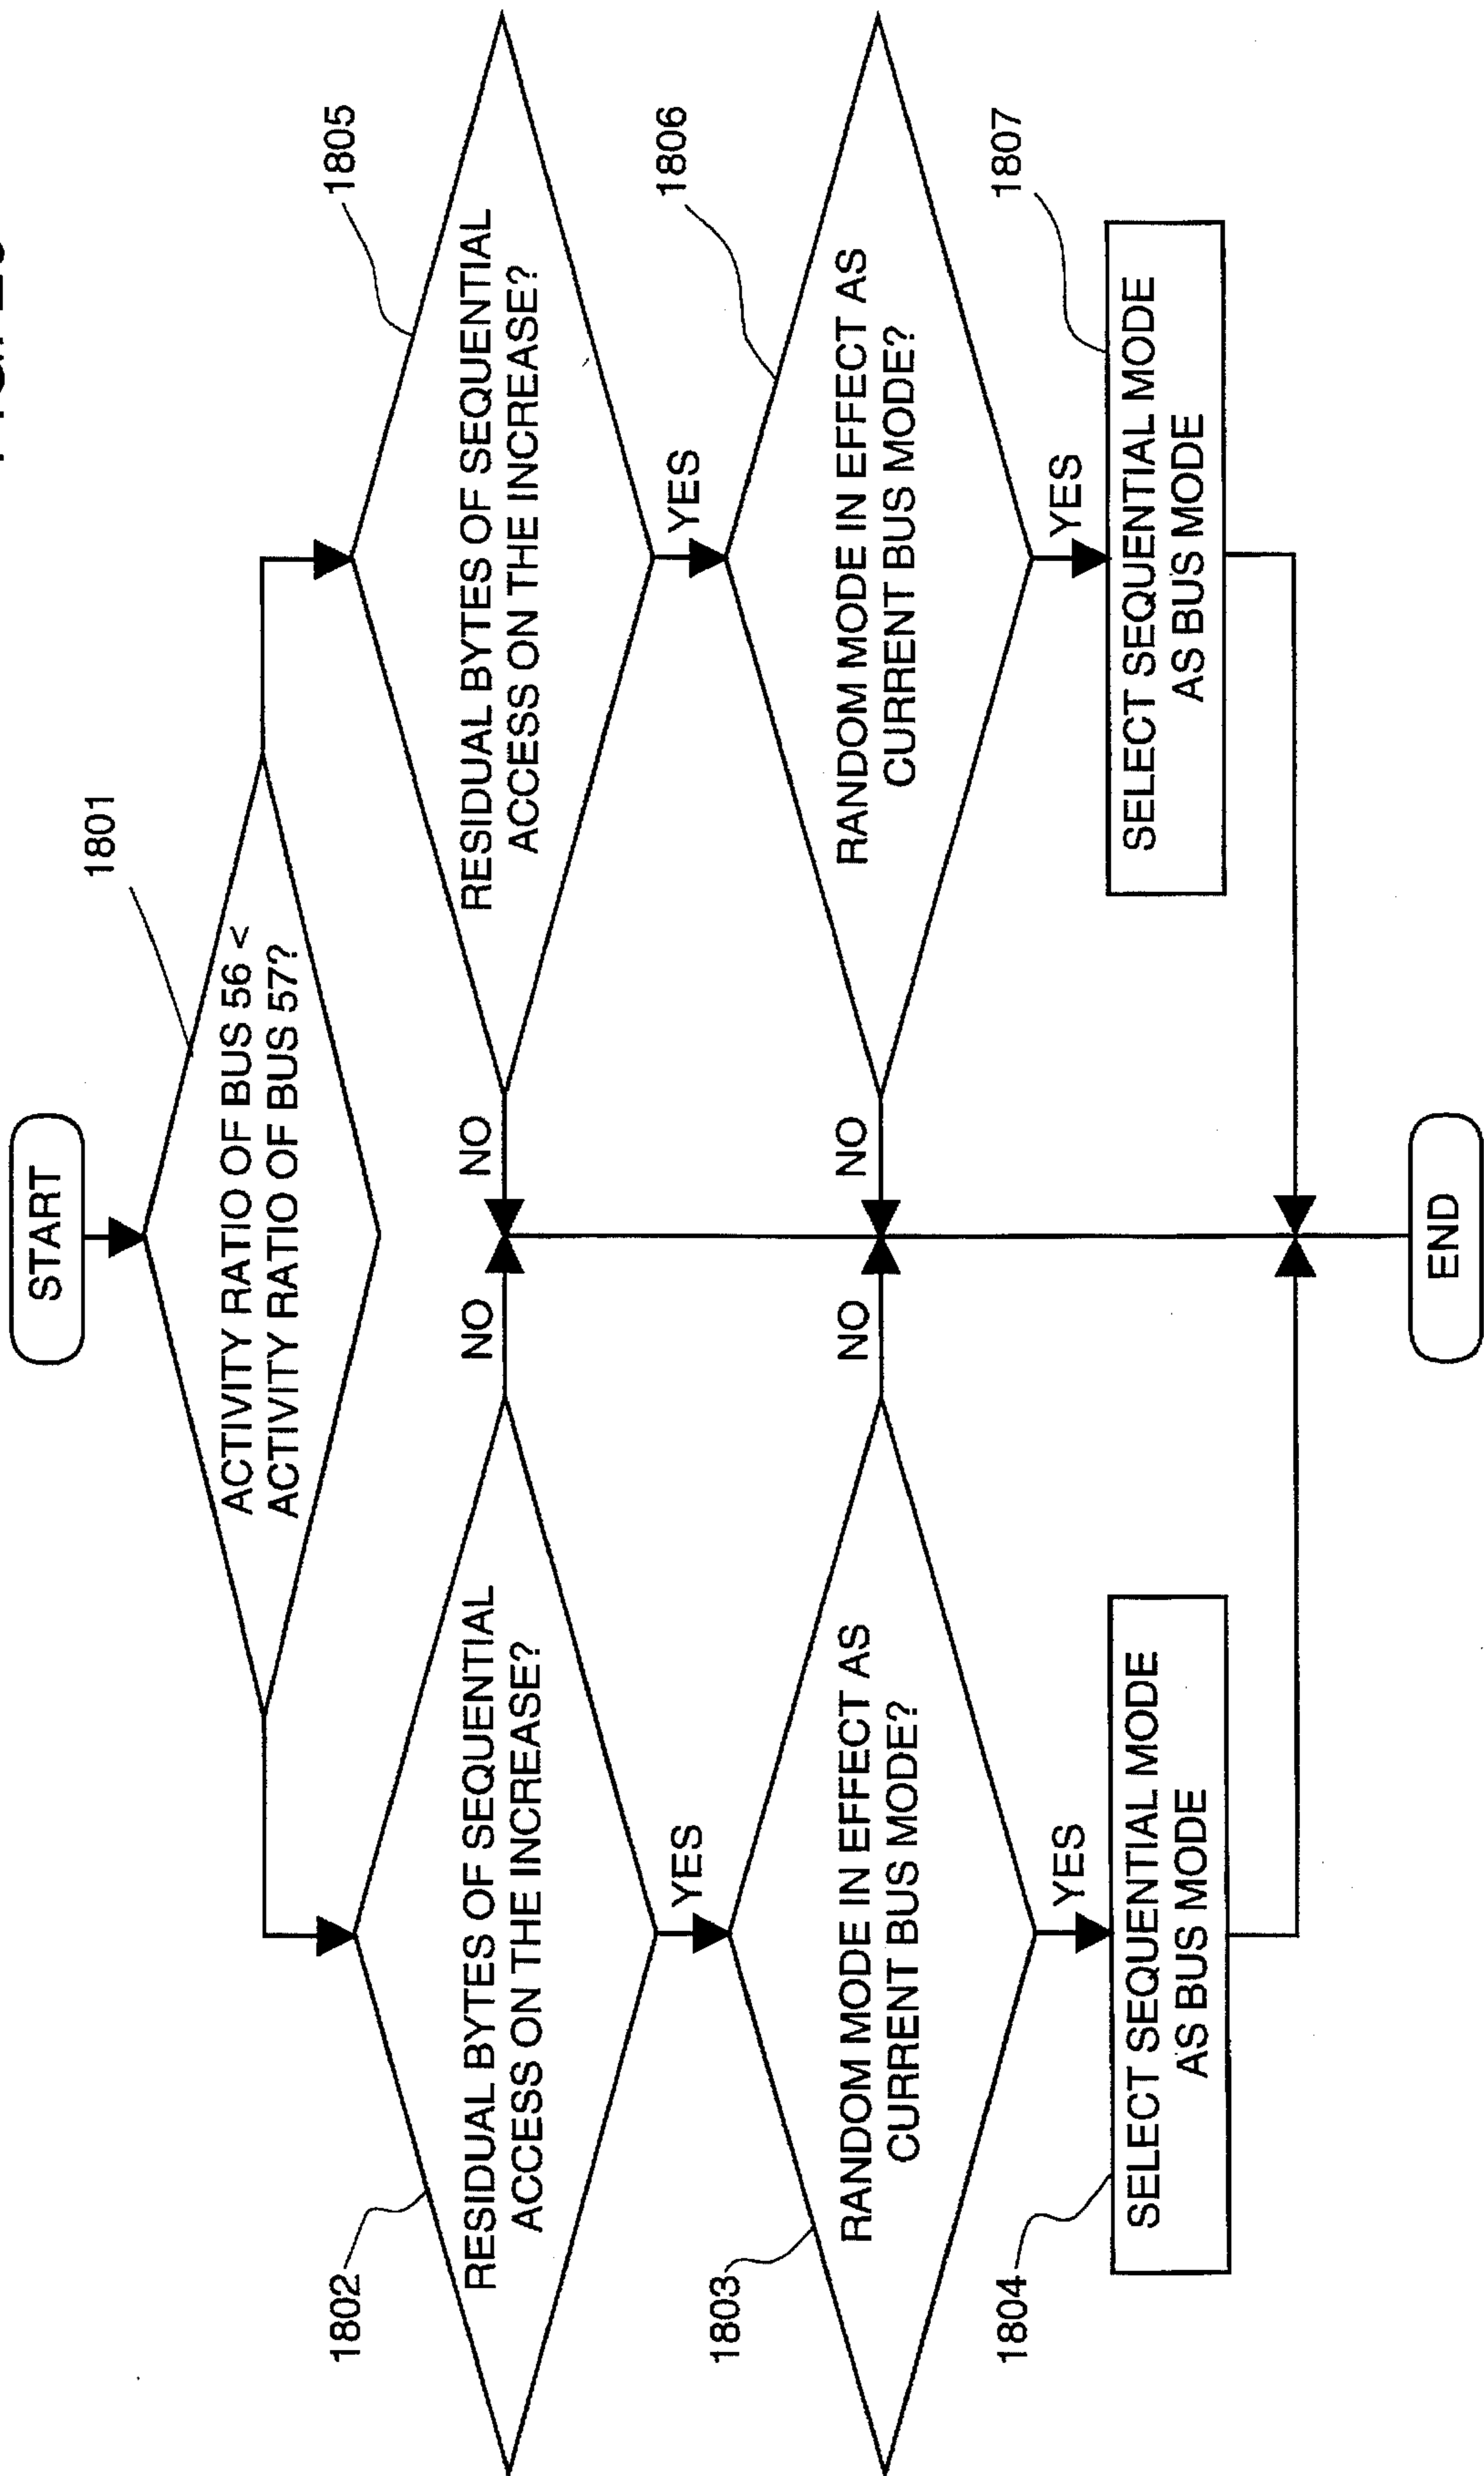 START
1801
ACTIVITY RATIO OF BUS 56 <
ACTIVITY RATIO OF BUS 57?
1802
RESIDUAL BYTES OF SEQUENTIAL
ACCESS ON THE INCREASE?
NO
NO
1805
RESIDUAL BYTES OF SEQUENTIAL
ACCESS ON THE INCREASE?
YES
YES
1803
RANDOM MODE IN EFFECT AS
CURRENT BUS MODE?
NO
NO
1806
RANDOM MODE IN EFFECT AS
CURRENT BUS MODE?
YES
YES
1804
SELECT SEQUENTIAL MODE
AS BUS MODE
1807
SELECT SEQUENTIAL MODE
AS BUS MODE
END